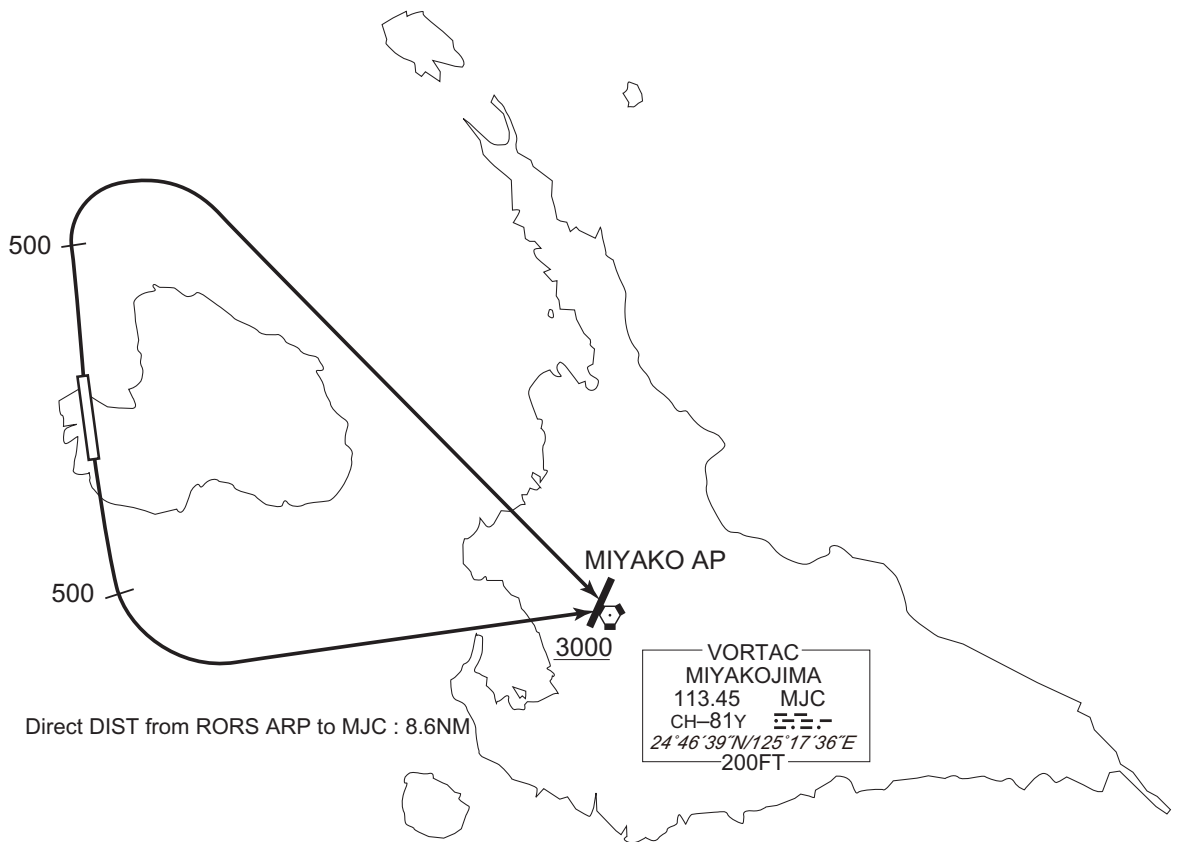 500
500
MIYAKO AP
3000
VORTAC
MIYAKOJIMA
113.45 MJC
CH–81Y
24°46′39″N/125°17′36″E
200FT
Direct DIST from RORS ARP to MJC : 8.6NM